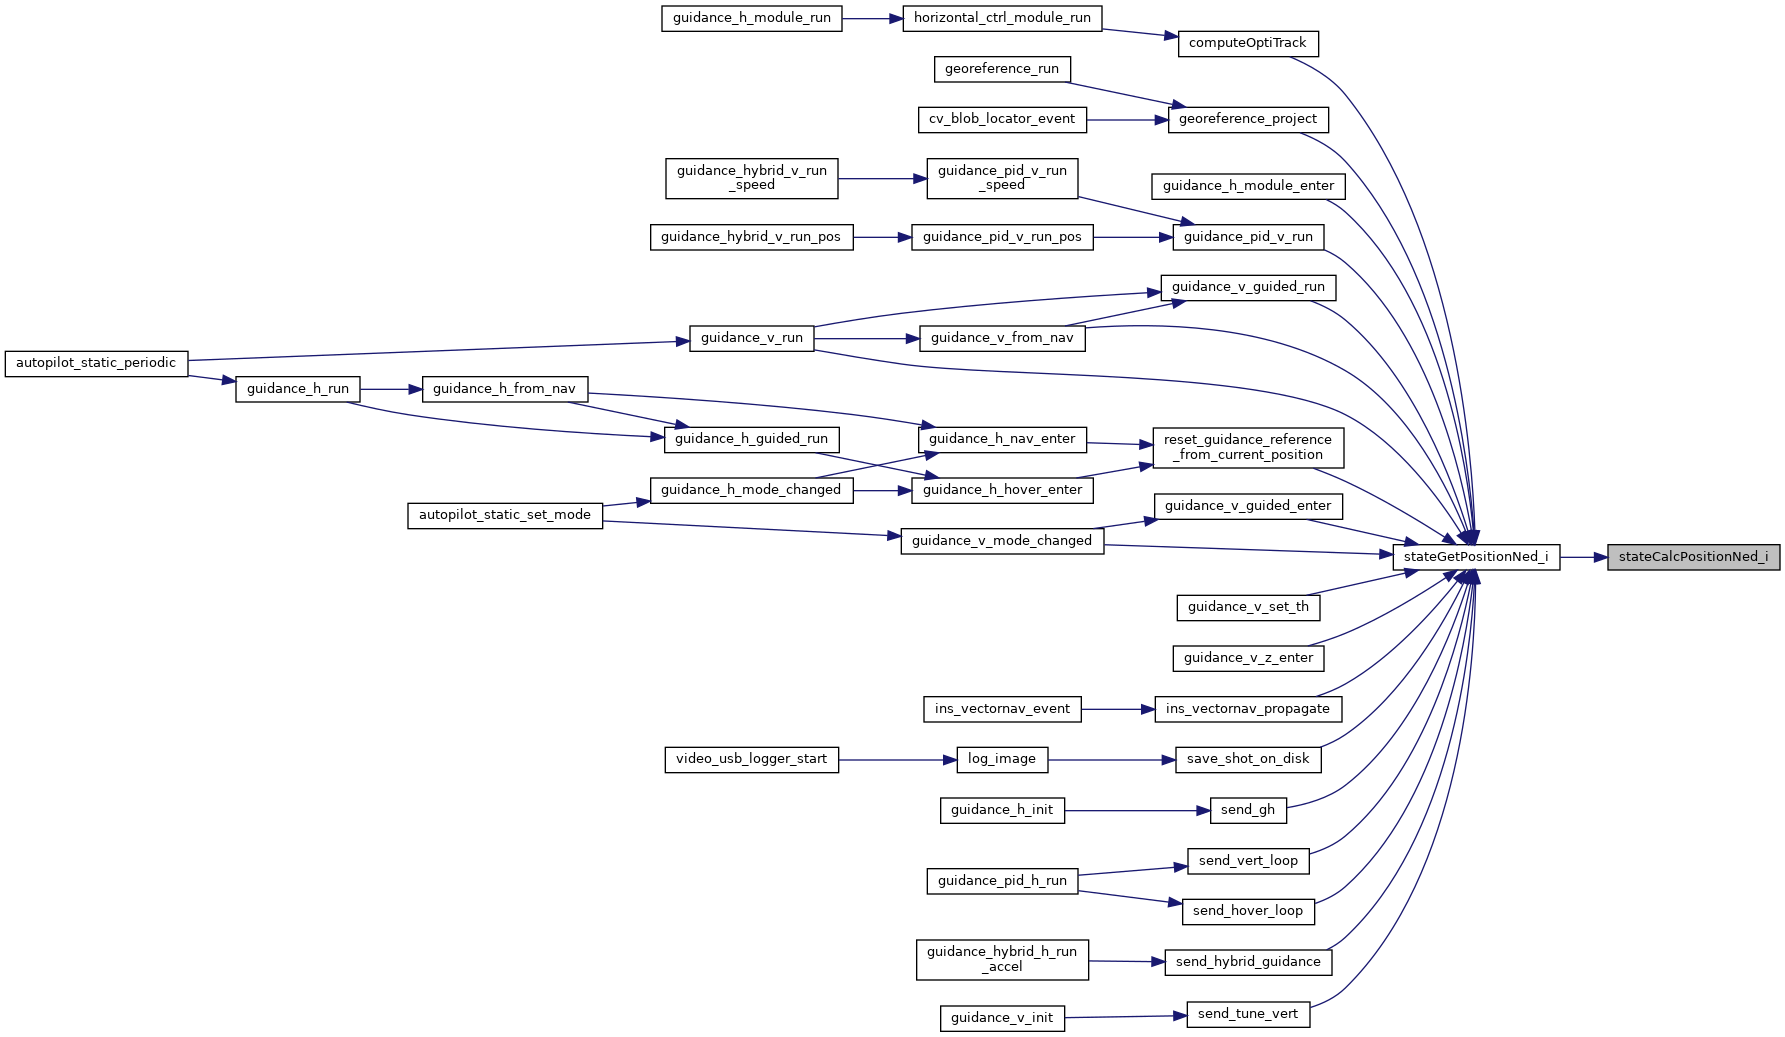 guidance_h_module_run
horizontal_ctrl_module_run
computeOptiTrack
georeference_run
cv_blob_locator_event
georeference_project
guidance_hybrid_v_run
_speed
guidance_pid_v_run
_speed
guidance_h_module_enter
guidance_hybrid_v_run_pos
guidance_pid_v_run_pos
guidance_pid_v_run
guidance_v_guided_run
guidance_v_run
guidance_v_from_nav
autopilot_static_periodic
guidance_h_run
guidance_h_from_nav
guidance_h_guided_run
guidance_h_nav_enter
reset_guidance_reference
_from_current_position
guidance_h_mode_changed
guidance_h_hover_enter
autopilot_static_set_mode
guidance_v_guided_enter
guidance_v_mode_changed
stateGetPositionNed_i
stateCalcPositionNed_i
guidance_v_set_th
guidance_v_z_enter
ins_vectornav_event
ins_vectornav_propagate
video_usb_logger_start
log_image
save_shot_on_disk
guidance_h_init
send_gh
send_vert_loop
guidance_pid_h_run
send_hover_loop
guidance_hybrid_h_run
_accel
send_hybrid_guidance
guidance_v_init
send_tune_vert